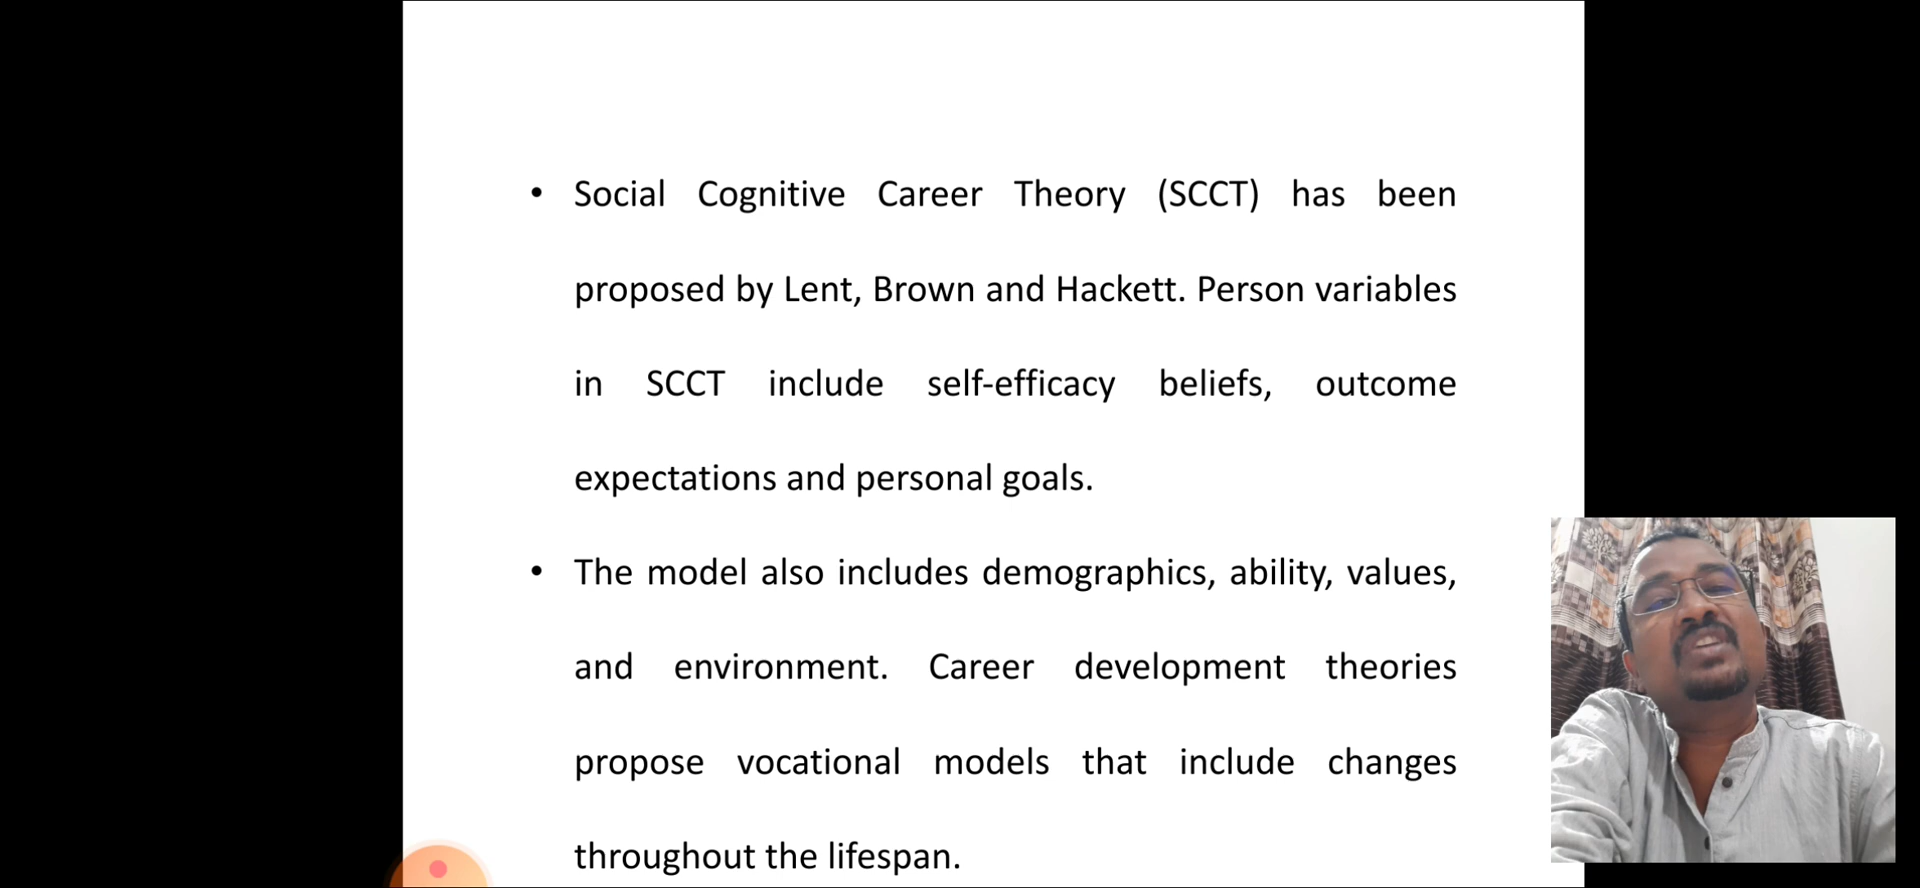 • Social Cognitive Career Theory (SCCT) has been
proposed by Lent, Brown and Hackett. Person variables
in SCCT include self-efficacy beliefs, outcome
expectations and personal goals.
• The model also includes demographics, ability, values,
and environment. Career development theories
propose vocational models that include changes
throughout the lifespan.